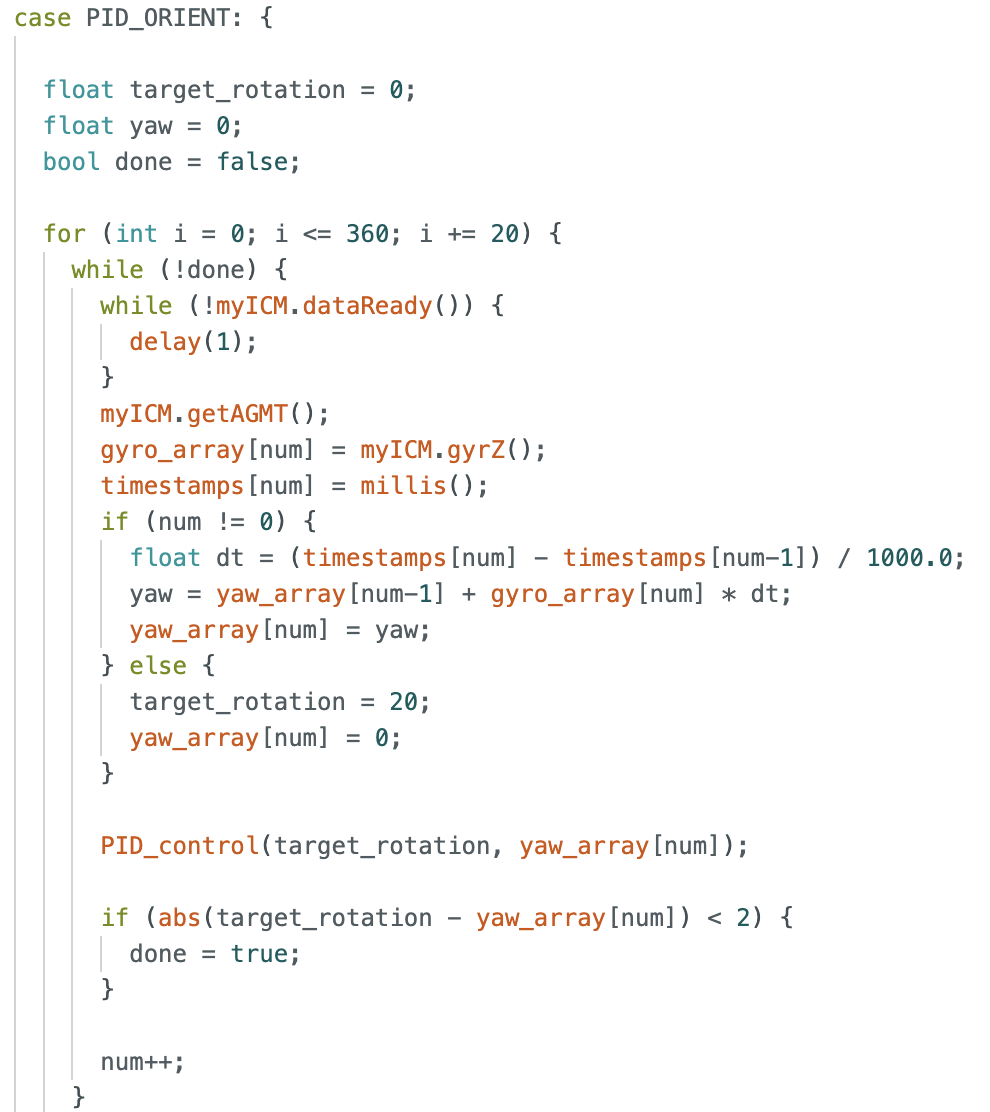 case PID_ORIENT: {
float target_rotation = 0;
float yaw = 0;
bool done = false;
for (int i = 0; i <= 360; i += 20) {
while (!done) {
while (!myICM.dataReady()) {
delay(1);
}
myICM.getAGMT();
gyro_array[num] = myICM.gyrZ();
timestamps[num] = millis();
if (num != 0) {
float dt = (timestamps[num] - timestamps[num-1]) / 1000.0;
yaw = yaw_array[num-1] + gyro_array[num] * dt;
yaw_array[num] = yaw;
} else {
target_rotation = 20;
yaw_array[num] = 0;
}
PID_control(target_rotation, yaw_array[num]);
if (abs(target_rotation - yaw_array[num]) < 2) {
done = true;
}
num++;
}